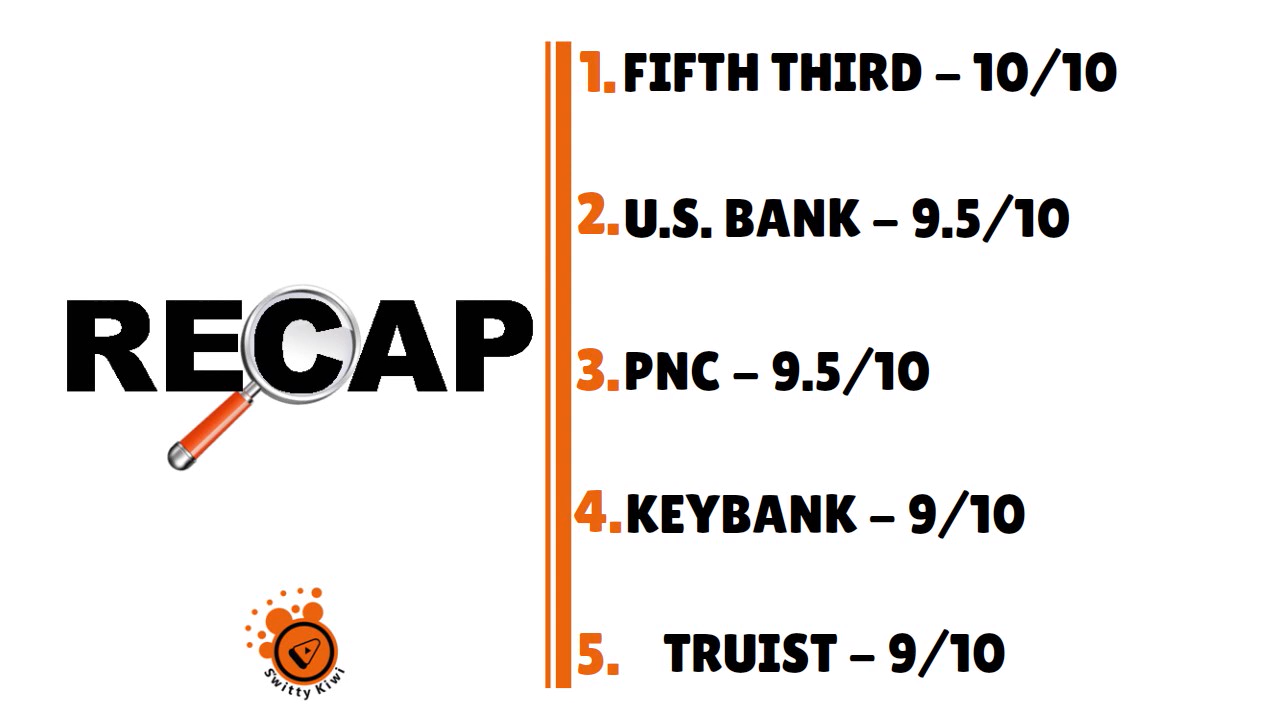 RECAP
Switty Kiwi
1. FIFTH THIRD – 10/10
2. U.S. BANK – 9.5/10
3. PNC – 9.5/10
4. KEYBANK – 9/10
5. TRUIST – 9/10